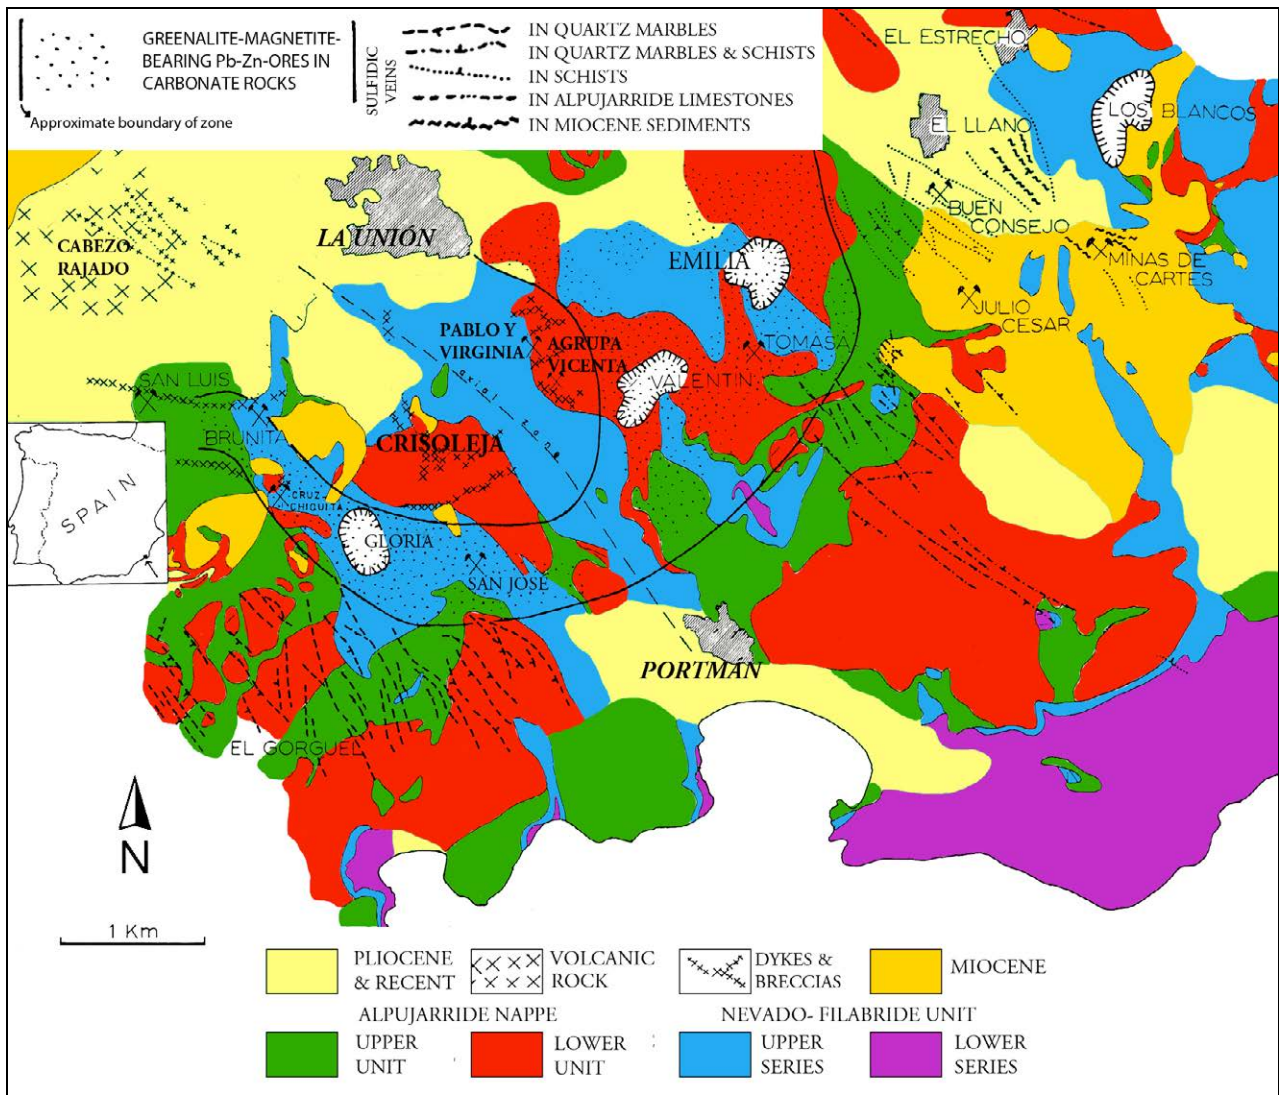 GREENALITE-MAGNETITE-
BEARING Pb-Zn-ORES IN
CARBONATE ROCKS
Approximate boundary of zone
SULFIDIC
VEINS
IN QUARTZ MARBLES
IN QUARTZ MARBLES & SCHISTS
IN SCHISTS
IN ALPUJARRIDE LIMESTONES
IN MIOCENE SEDIMENTS
EL ESTRECHO
LOS BLANCOS
EL LLANO
BUEN
CONSEJO
MINAS DE
CARTES
JULIO
CESAR
LA UNIÓN
CABEZO
RAJADO
EMILIA
PABLO Y
VIRGINIA
AGRUPA
VICENTA
TOMASA
VALENTIN
axial zone
SAN LUIS
BRUNITA
CRISOLEJA
CRUZ
CHIQUITA
GLORIA
SAN JOSE
SPAIN
PORTMÁN
EL GORGUEL
N
1 Km
PLIOCENE
& RECENT
VOLCANIC
ROCK
DYKES &
BRECCIAS
MIOCENE
ALPUJARRIDE NAPPE
NEVADO- FILABRIDE UNIT
UPPER
UNIT
LOWER
UNIT
UPPER
SERIES
LOWER
SERIES